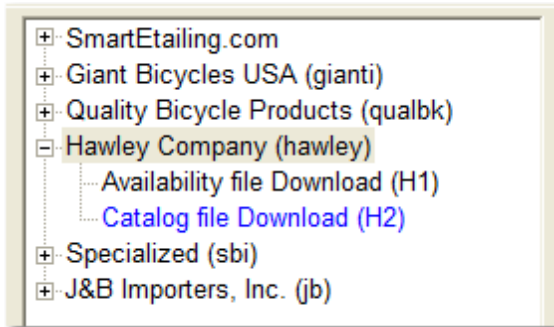 SmartEtailing.com
Giant Bicycles USA (gianti)
Quality Bicycle Products (qualbk)
Hawley Company (hawley)
Availability file Download (H1)
Catalog file Download (H2)
Specialized (sbi)
J&B Importers, Inc. (jb)